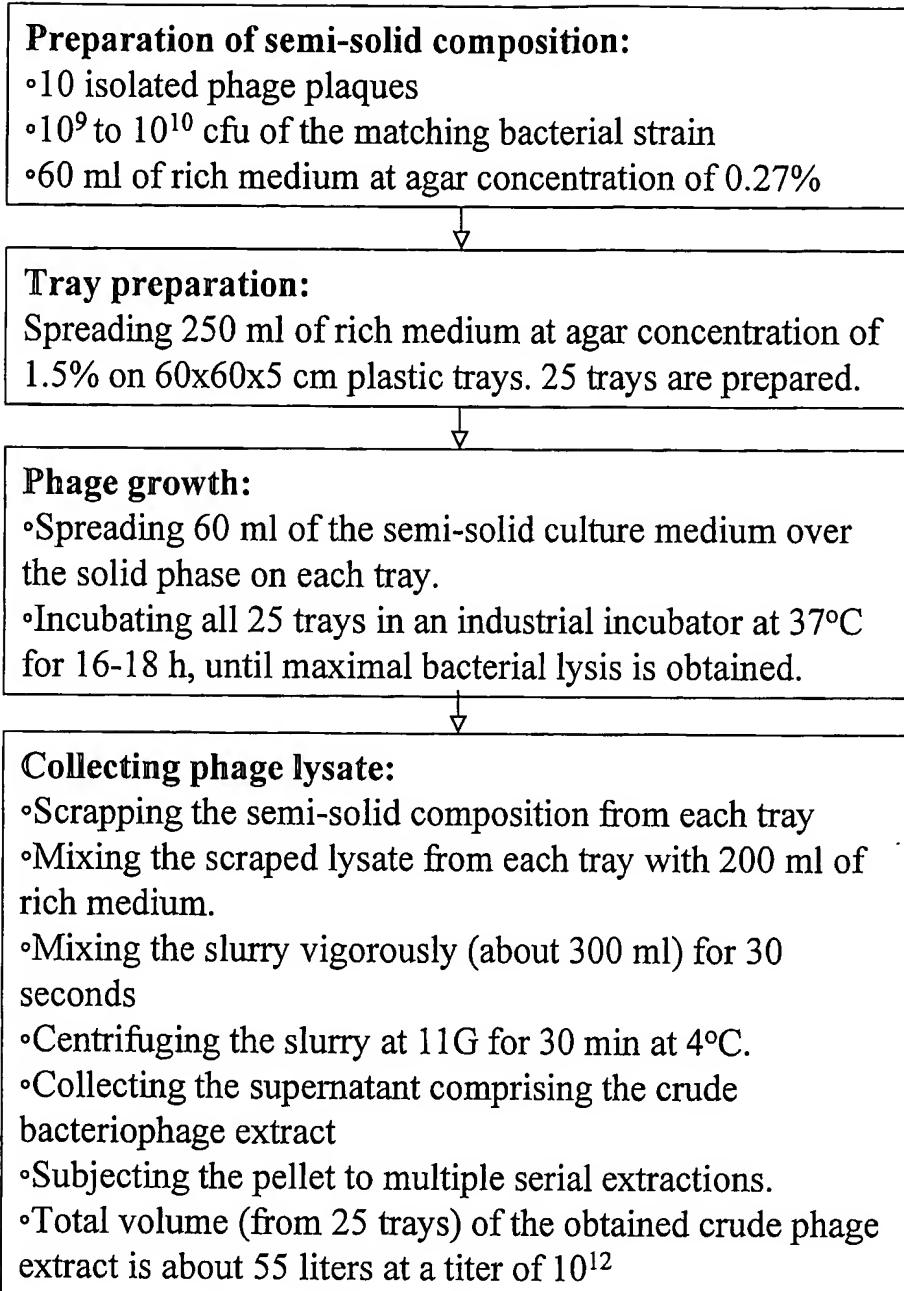 Preparation of semi-solid composition:
∘10 isolated phage plaques
∘10⁹ to 10¹⁰ cfu of the matching bacterial strain
∘60 ml of rich medium at agar concentration of 0.27%
Tray preparation:
Spreading 250 ml of rich medium at agar concentration of
1.5% on 60x60x5 cm plastic trays. 25 trays are prepared.
Phage growth:
∘Spreading 60 ml of the semi-solid culture medium over
the solid phase on each tray.
∘Incubating all 25 trays in an industrial incubator at 37ºC
for 16-18 h, until maximal bacterial lysis is obtained.
Collecting phage lysate:
∘Scrapping the semi-solid composition from each tray
∘Mixing the scraped lysate from each tray with 200 ml of
rich medium.
∘Mixing the slurry vigorously (about 300 ml) for 30
seconds
∘Centrifuging the slurry at 11G for 30 min at 4ºC.
∘Collecting the supernatant comprising the crude
bacteriophage extract
∘Subjecting the pellet to multiple serial extractions.
∘Total volume (from 25 trays) of the obtained crude phage
extract is about 55 liters at a titer of 10¹²